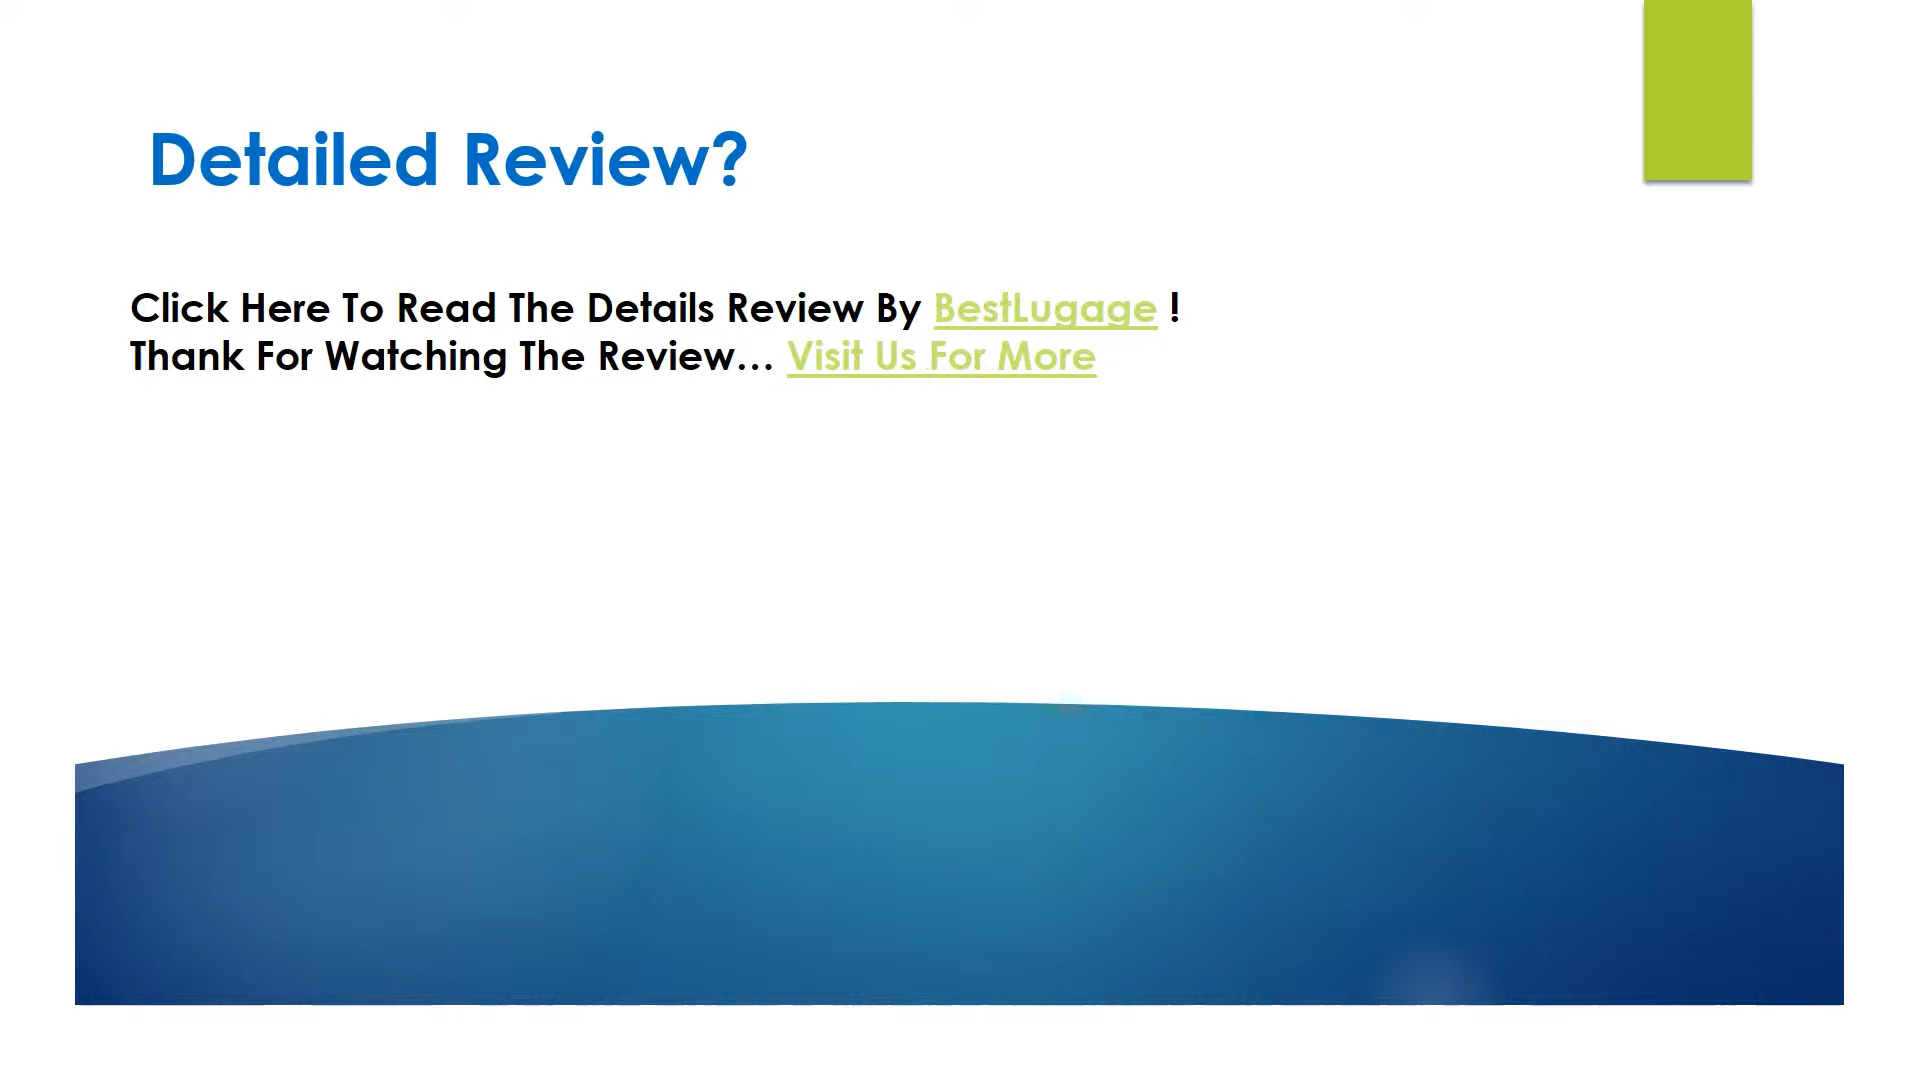 Detailed Review?
Click Here To Read The Details Review By BestLugage !
Thank For Watching The Review... Visit Us For More